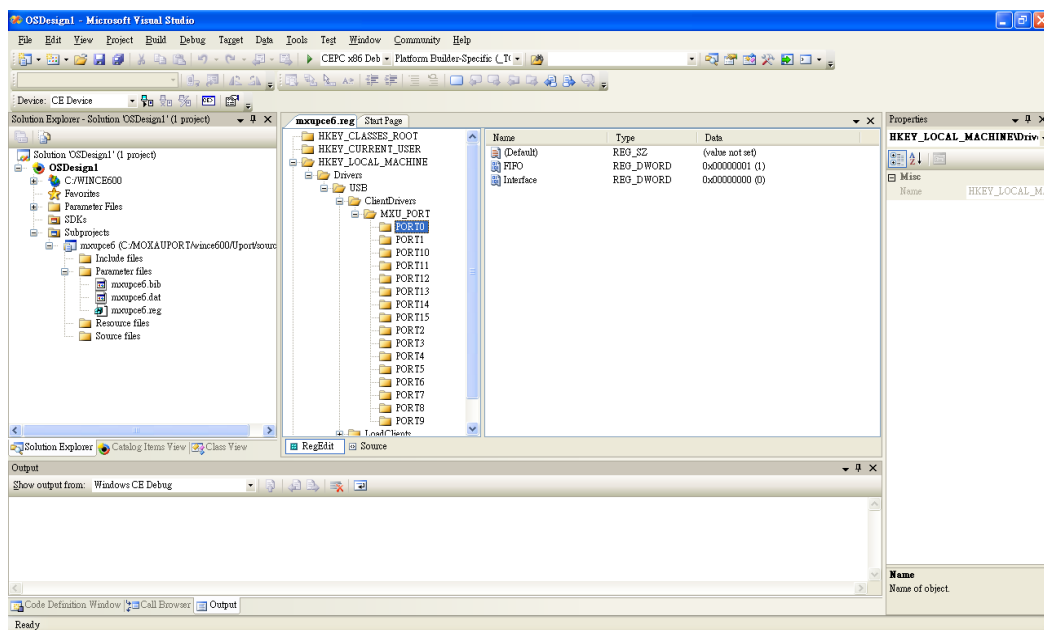 OSDesign1 - Microsoft Visual Studio
File Edit View Project Build Debug Target Data Tools Test Window Community Help
CEPC x86 Deb Platform Builder-Specific (_T(
Device: CE Device
Solution Explorer - Solution 'OSDesign1' (1 project)
Solution 'OSDesign1' (1 project)
OSDesign1
C:/WINCE600
Favorites
Parameter Files
SDKs
Subprojects
mxupce6 (C:/MOXAUPORT/wince600/Uport/sourc
Include files
Parameter files
mxupce6.bib
mxupce6.dat
mxupce6.reg
Resource files
Source files
Solution Explorer Catalog Items View Class View
mxupce6.reg Start Page
HKEY_CLASSES_ROOT
HKEY_CURRENT_USER
HKEY_LOCAL_MACHINE
Drivers
USB
ClientDrivers
MXU_PORT
PORT0
PORT1
PORT10
PORT11
PORT12
PORT13
PORT14
PORT15
PORT2
PORT3
PORT4
PORT5
PORT6
PORT7
PORT8
PORT9
LoadClients
Name Type Data
(Default) REG_SZ (value not set)
FIFO REG_DWORD 0x00000001 (1)
Interface REG_DWORD 0x00000000 (0)
RegEdit Source
Properties
HKEY_LOCAL_MACHINE\Drive
Misc
Name HKEY_LOCAL_M
Name
Name of object.
Output
Show output from: Windows CE Debug
Code Definition Window Call Browser Output
Ready